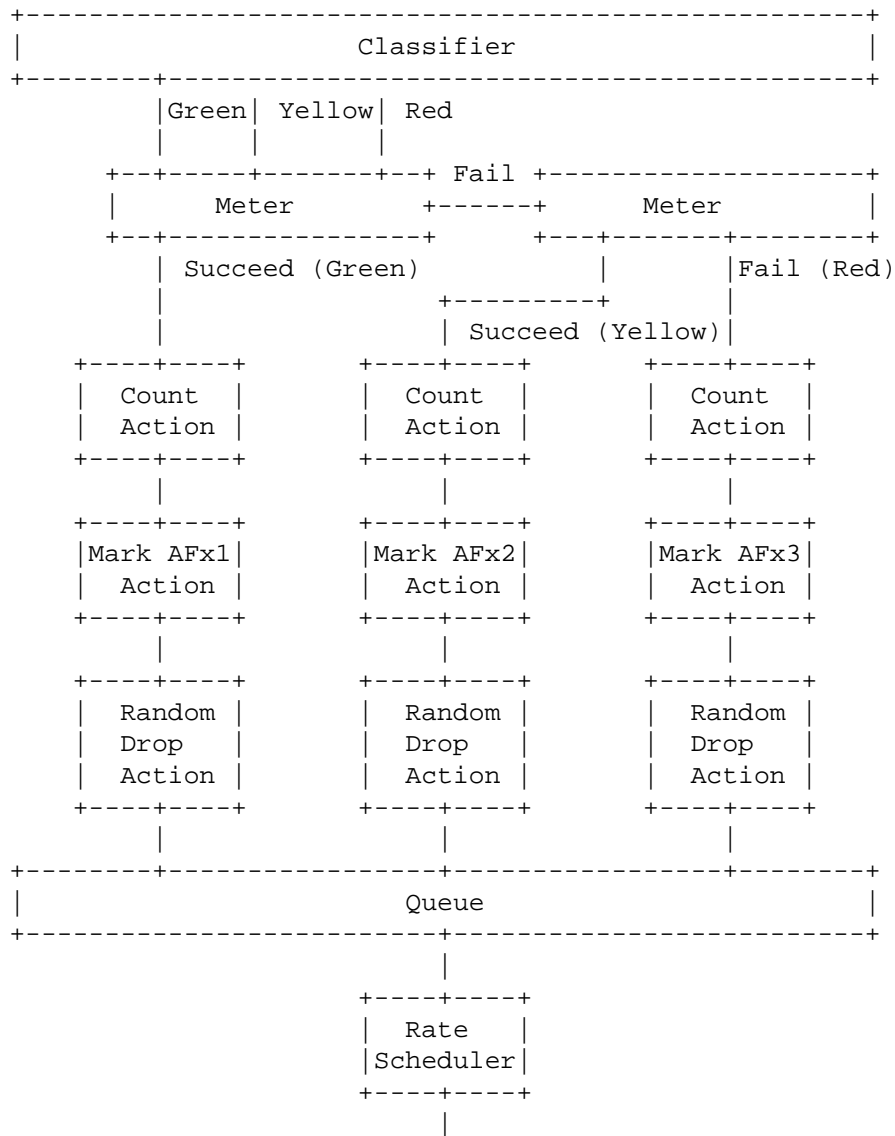 Classifier
Green Yellow Red
Fail
Meter Meter
Succeed (Green) Fail (Red)
Succeed (Yellow)
Count Count Count
Action Action Action
Mark AFx1 Mark AFx2 Mark AFx3
Action Action Action
Random Random Random
Drop Drop Drop
Action Action Action
Queue
Rate
Scheduler